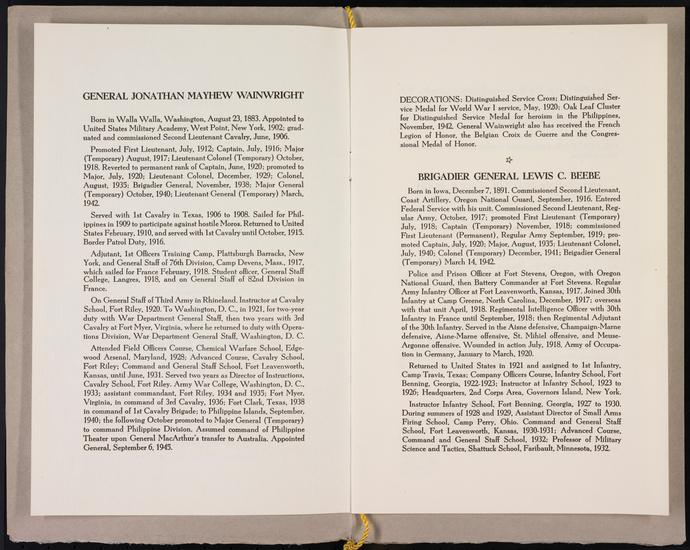 GENERAL JONATHAN MAYHEW WAINWRIGHT
Born in Walla Walla, Washington, August 23, 1883. Appointed to
United States Military Academy, West Point, New York, 1902; grad-
uated and commissioned Second Lieutenant Cavalry, June, 1906.
Promoted First Lieutenant, July, 1912; Captain, July, 1916; Major
(Temporary) August, 1917; Lieutenant Colonel (Temporary) October,
1918. Reverted to permanent rank of Captain, June, 1920; promoted to
Major, July, 1920; Lieutenant Colonel, December, 1929; Colonel,
August, 1935; Brigadier General, November, 1938; Major General
(Temporary) October, 1940; Lieutenant General (Temporary) March,
1942.
Served with 1st Cavalry in Texas, 1906 to 1908. Sailed for Phil-
ippines in 1909 to participate against hostile Moros. Returned to United
States February, 1910, and served with 1st Cavalry until October, 1915.
Border Patrol Duty, 1916.
Adjutant, 1st Officers Training Camp, Plattsburgh Barracks, New
York, and General Staff of 76th Division, Camp Devens, Mass., 1917,
which sailed for France February, 1918. Student officer, General Staff
College, Langres, 1918, and on General Staff of 82nd Division in
France.
On General Staff of Third Army in Rhineland. Instructor at Cavalry
School, Fort Riley, 1920. To Washington, D. C., in 1921, for two-year
duty with War Department General Staff, then two years with 3rd
Cavalry at Fort Myer, Virginia, where he returned to duty with Opera-
tions Division, War Department General Staff, Washington, D. C.
Attended Field Officers Course, Chemical Warfare School, Edge-
wood Arsenal, Maryland, 1928; Advanced Course, Cavalry School,
Fort Riley; Command and General Staff School, Fort Leavenworth,
Kansas, until June, 1931. Served two years as Director of Instructions,
Cavalry School, Fort Riley. Army War College, Washington, D. C.,
1933; assistant commandant, Fort Riley, 1934 and 1935; Fort Myer,
Virginia, in command of 3rd Cavalry, 1936; Fort Clark, Texas, 1938
in command of 1st Cavalry Brigade; to Philippine Islands, September,
1940; the following October promoted to Major General (Temporary)
to command Philippine Division. Assumed command of Philippine
Theater upon General MacArthur's transfer to Australia. Appointed
General, September 6, 1945.
DECORATIONS: Distinguished Service Cross; Distinguished Ser-
vice Medal for World War I service, May, 1920; Oak Leaf Cluster
for Distinguished Service Medal for heroism in the Philippines,
November, 1942. General Wainwright also has received the French
Legion of Honor, the Belgian Croix de Guerre and the Congres-
sional Medal of Honor.
BRIGADIER GENERAL LEWIS C. BEEBE
Born in Iowa, December 7, 1891. Commissioned Second Lieutenant,
Coast Artillery, Oregon National Guard, September, 1916. Entered
Federal Service with his unit. Commissioned Second Lieutenant, Reg-
ular Army, October, 1917; promoted First Lieutenant (Temporary)
July, 1918; Captain (Temporary) November, 1918; commissioned
First Lieutenant (Permanent), Regular Army September, 1919; pro-
moted Captain, July, 1920; Major, August, 1935; Lieutenant Colonel,
July, 1940; Colonel (Temporary) December, 1941; Brigadier General
(Temporary) March 14, 1942.
Police and Prison Officer at Fort Stevens, Oregon, with Oregon
National Guard, then Battery Commander at Fort Stevens. Regular
Army Infantry Officer at Fort Leavenworth, Kansas, 1917. Joined 30th
Infantry at Camp Greene, North Carolina, December, 1917; overseas
with that unit April, 1918. Regimental Intelligence Officer with 30th
Infantry in France until September, 1918; then Regimental Adjutant
of the 30th Infantry. Served in the Aisne defensive, Champaign-Marne
defensive, Aisne-Marne offensive, St. Mihiel offensive, and Meuse-
Argonne offensive. Wounded in action July, 1918, Army of Occupa-
tion in Germany, January to March, 1920.
Returned to United States in 1921 and assigned to 1st Infantry,
Camp Travis, Texas; Company Officers Course, Infantry School, Fort
Benning, Georgia, 1922-1923; Instructor at Infantry School, 1923 to
1926; Headquarters, 2nd Corps Area, Governors Island, New York.
Instructor Infantry School, Fort Benning, Georgia, 1927 to 1930.
During summers of 1928 and 1929, Assistant Director of Small Arms
Firing School, Camp Perry, Ohio. Command and General Staff
School, Fort Leavenworth, Kansas, 1930-1931; Advanced Course,
Command and General Staff School, 1932; Professor of Military
Science and Tactics, Shattuck School, Faribault, Minnesota, 1932.